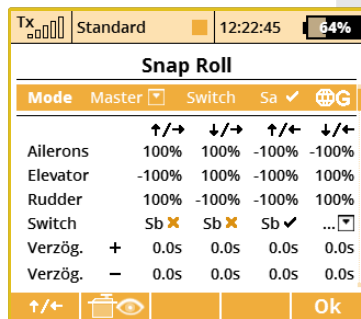 Tx Standard 12:22:45 64%
Snap Roll
Mode Master Switch Sa ✔ G
↑/→ ↓/→ ↑/← ↓/←
Ailerons 100% 100% -100% -100%
Elevator -100% 100% -100% 100%
Rudder 100% -100% -100% 100%
Switch Sb ✖ Sb ✖ Sb ✔ ...
Verzög. + 0.0s 0.0s 0.0s 0.0s
Verzög. – 0.0s 0.0s 0.0s 0.0s
↑/← Ok